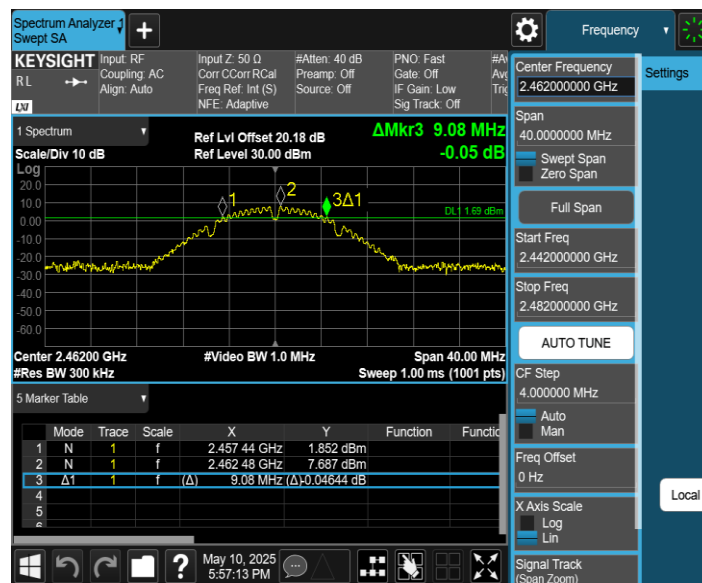 Spectrum Analyzer 1
Swept SA
+
Frequency
KEYSIGHT
RL
LXI
Input: RF
Coupling: AC
Align: Auto
Input Z: 50 Ω
Corr CCorr RCal
Freq Ref: Int (S)
NFE: Adaptive
#Atten: 40 dB
Preamp: Off
Source: Off
PNO: Fast
Gate: Off
IF Gain: Low
Sig Track: Off
#Av
Avg
Trig
1 Spectrum
Scale/Div 10 dB
Ref Lvl Offset 20.18 dB
Ref Level 30.00 dBm
ΔMkr3 9.08 MHz
-0.05 dB
Log
20.0
10.0
0.00
-10.0
-20.0
-30.0
-40.0
-50.0
-60.0
1
2
3Δ1
DL1 1.69 dBm
Center 2.46200 GHz
#Video BW 1.0 MHz
Span 40.00 MHz
#Res BW 300 kHz
Sweep 1.00 ms (1001 pts)
5 Marker Table
Mode Trace Scale X Y Function Functio
1 N 1 f 2.457 44 GHz 1.852 dBm
2 N 1 f 2.462 48 GHz 7.687 dBm
3 Δ1 1 f (Δ) 9.08 MHz (Δ) -0.04644 dB
4
5
6
?
May 10, 2025
5:57:13 PM
Center Frequency
2.462000000 GHz
Settings
Span
40.0000000 MHz
Swept Span
Zero Span
Full Span
Start Freq
2.442000000 GHz
Stop Freq
2.482000000 GHz
AUTO TUNE
CF Step
4.000000 MHz
Auto
Man
Freq Offset
0 Hz
Local
X Axis Scale
Log
Lin
Signal Track
(Span Zoom)